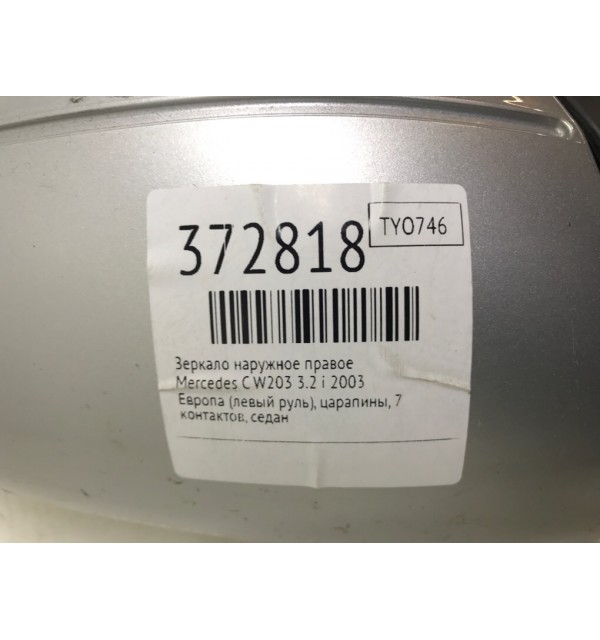 372818
TYO746
Зеркало наружное правое
Mercedes C W203 3.2 i 2003
Европа (левый руль), царапины, 7
контактов, седан